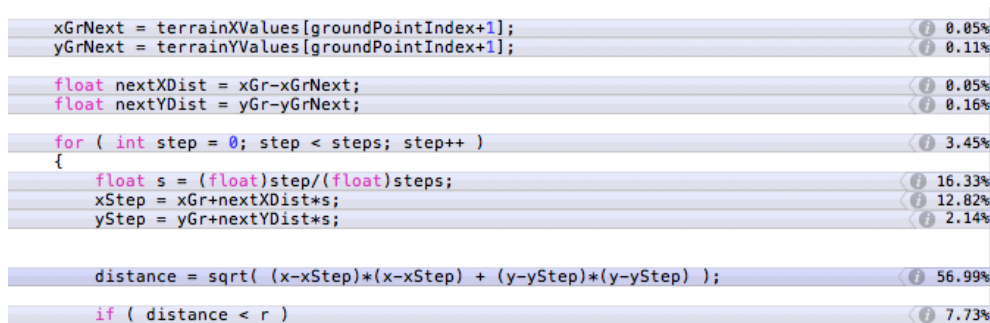 xGrNext = terrainXValues[groundPointIndex+1]; 0.05%
yGrNext = terrainYValues[groundPointIndex+1]; 0.11%
float nextXDist = xGr-xGrNext; 0.05%
float nextYDist = yGr-yGrNext; 0.16%
for ( int step = 0; step < steps; step++ ) 3.45%
{
float s = (float)step/(float)steps; 16.33%
xStep = xGr+nextXDist*s; 12.82%
yStep = yGr+nextYDist*s; 2.14%
distance = sqrt( (x-xStep)*(x-xStep) + (y-yStep)*(y-yStep) ); 56.99%
if ( distance < r ) 7.73%